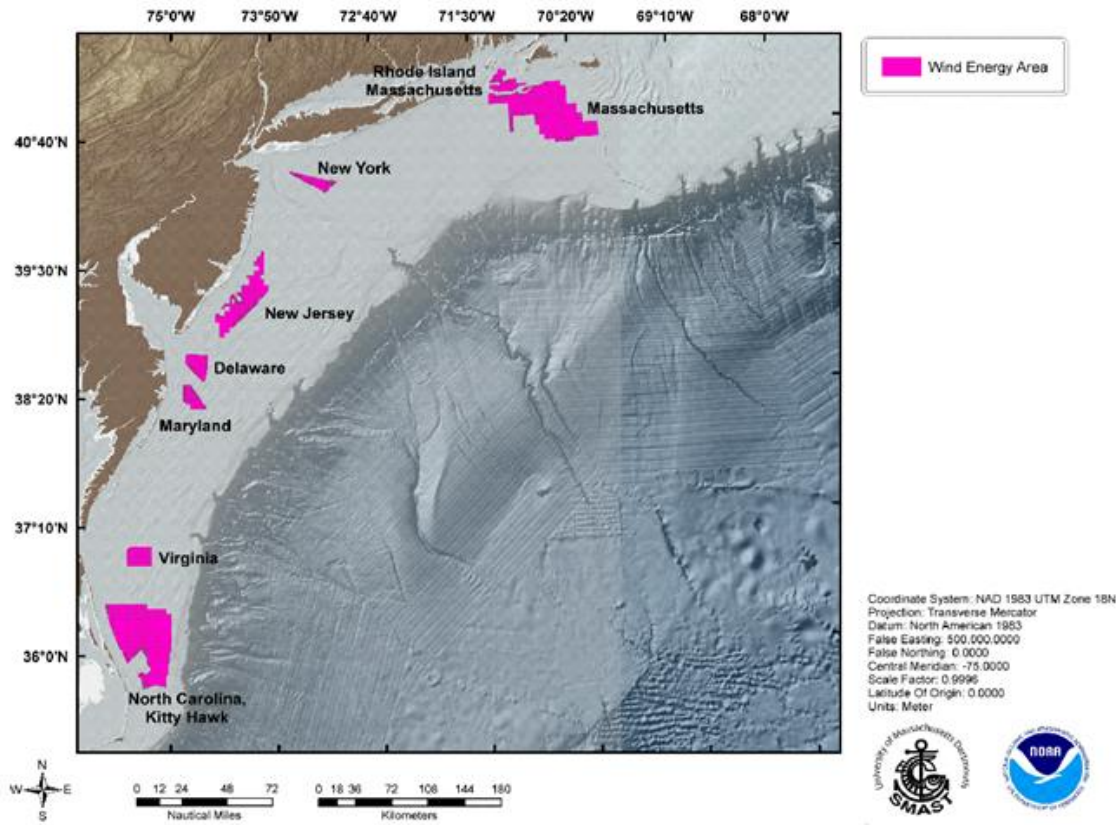 75°0'W 73°50'W 72°40'W 71°30'W 70°20'W 69°10'W 68°0'W
Wind Energy Area
Rhode Island
Massachusetts
Massachusetts
40°40'N
New York
39°30'N
New Jersey
Delaware
38°20'N
Maryland
37°10'N
Virginia
36°0'N
North Carolina,
Kitty Hawk
Coordinate System: NAD 1983 UTM Zone 18N
Projection: Transverse Mercator
Datum: North American 1983
False Easting: 500,000.0000
False Northing: 0.0000
Central Meridian: -75.0000
Scale Factor: 0.9996
Latitude Of Origin: 0.0000
Units: Meter
N
W E
S
0 12 24 48 72
Nautical Miles
0 18 36 72 108 144 180
Kilometers
University of Massachusetts Dartmouth
SMAST
NOAA